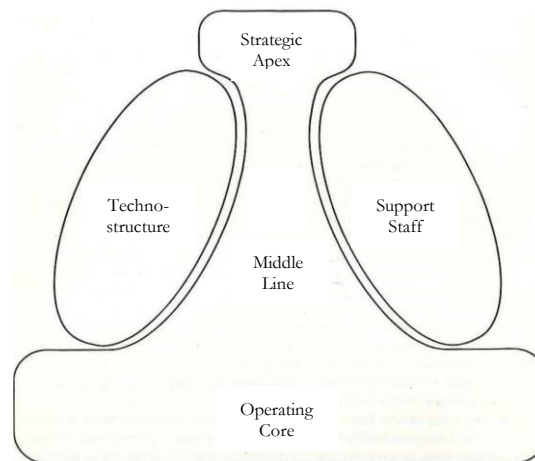 Strategic
Apex
Techno-
structure
Support
Staff
Middle
Line
Operating
Core